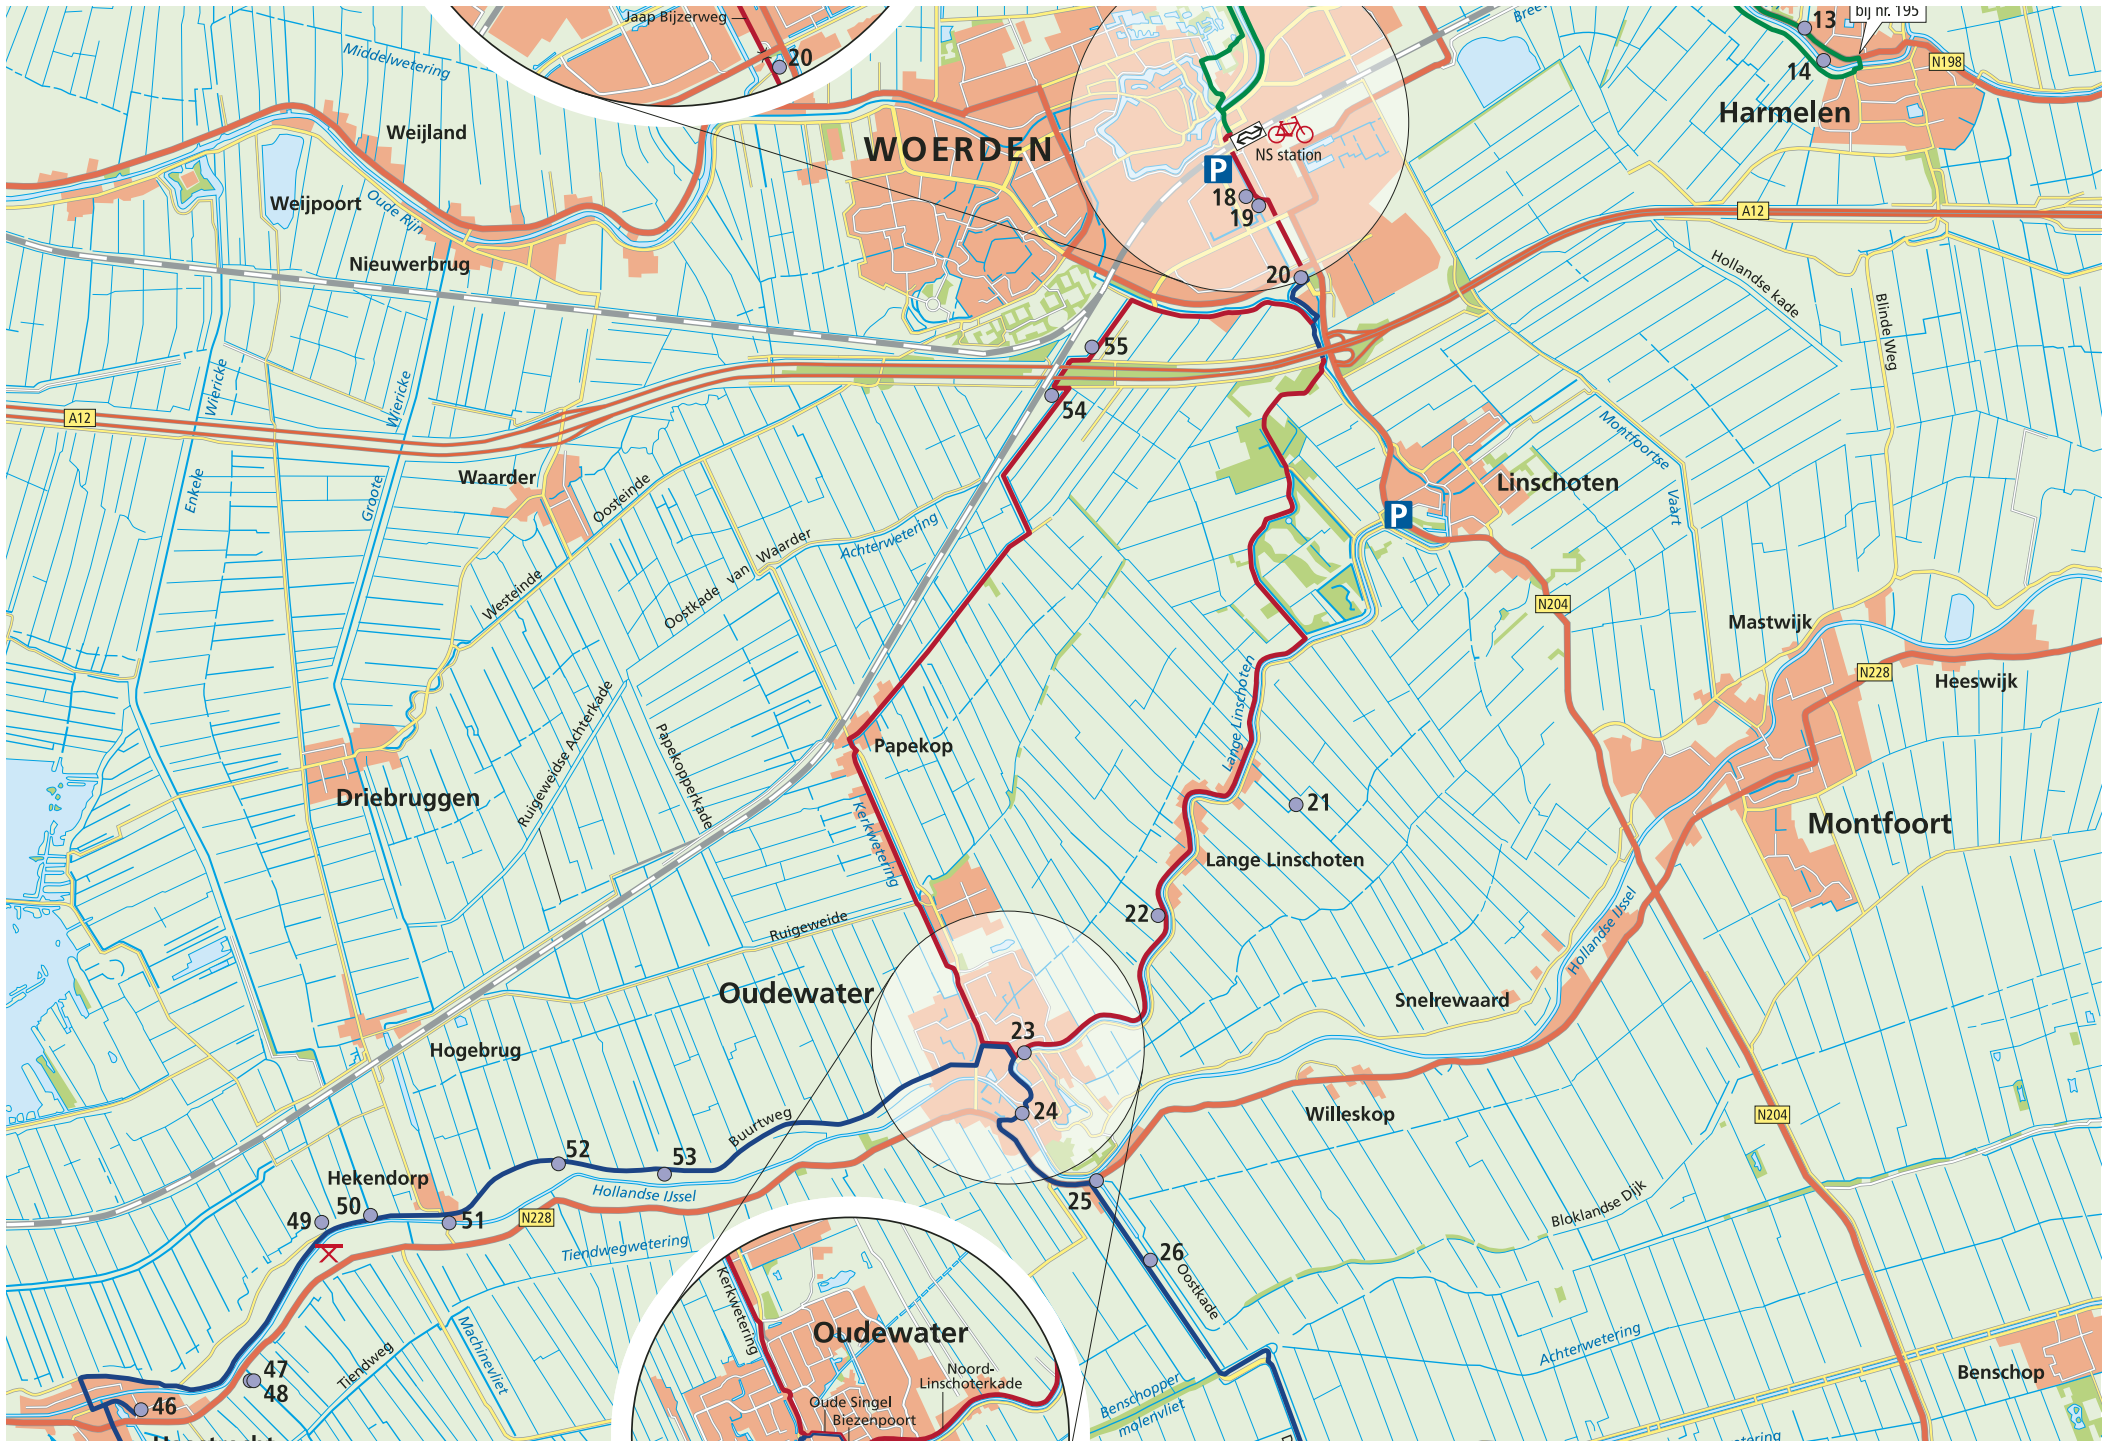 Jaap Bijzerweg
20
Middelwetering
Weijland
Weijpoort
Oude Rijn
Nieuwerbrug
WOERDEN
P
NS station
18
19
20
13
bij nr. 195
14
N198
Harmelen
A12
Hollandse kade
Blinde Weg
55
54
A12
Enkele
Wiericke
Groote
Wiericke
Waarder
Oosteinde
Westeinde
Oostkade van Waarder
Achterwetering
Linschoten
P
Montfoortse
Vaart
N204
Mastwijk
N228
Heeswijk
Montfoort
Driebruggen
Ruigeweidse Achterkade
Papekopperkade
Papekop
Kerkwetering
Lange Linschoten
21
Lange Linschoten
22
Ruigeweide
Oudewater
23
24
25
26
Oostkade
Hollandse IJssel
Snelrewaard
Willeskop
N204
Bloklandse Dijk
Achterwetering
Benschop
Hogebrug
Buurtweg
52
53
Hekendorp
Hollandse IJssel
49
50
51
N228
Tiendwegwetering
47
48
46
Tiendweg
Machinevliet
Kerkwetering
Oudewater
Noord-
Linschoterkade
Oude Singel
Biezenpoort
Benschopper
molenvliet